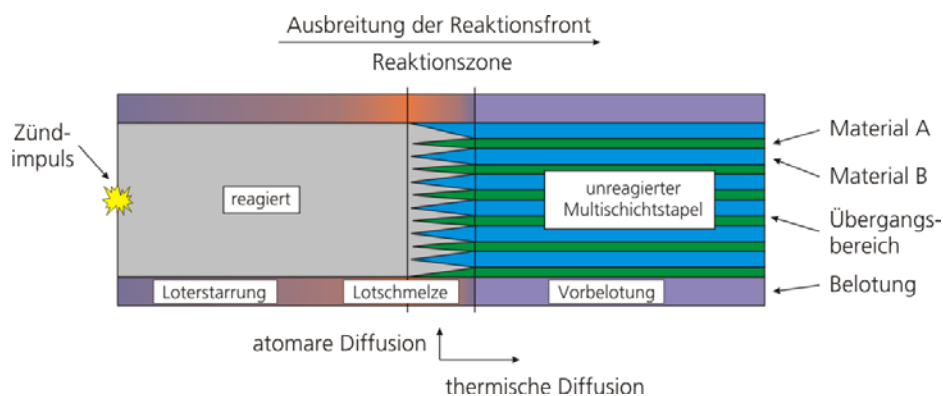 Ausbreitung der Reaktionsfront
Reaktionszone
Zünd-
impuls
reagiert
unreagierter
Multischichtstapel
Material A
Material B
Übergangs-
bereich
Belotung
Loterstarrung
Lotschmelze
Vorbelotung
atomare Diffusion
thermische Diffusion